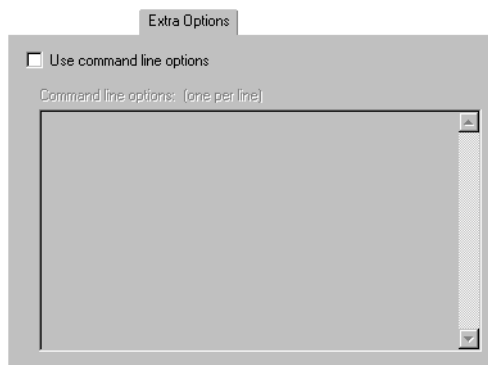 Extra Options
Use command line options
Command line options: (one per line)